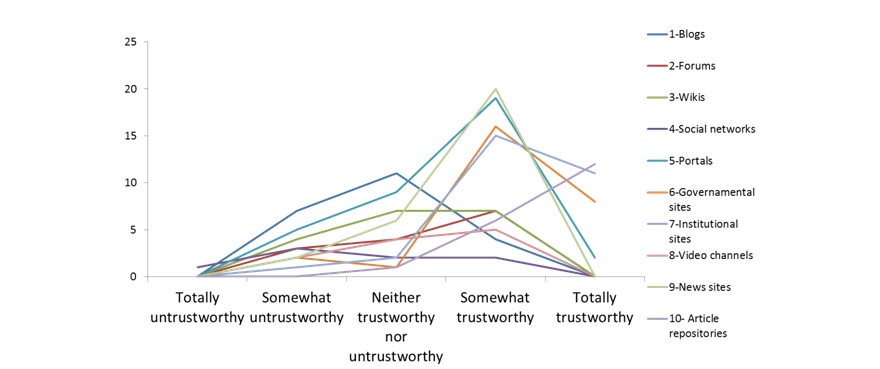 25
20
15
10
5
0
Totally
untrustworthy
Somewhat
untrustworthy
Neither
trustworthy
nor
untrustworthy
Somewhat
trustworthy
Totally
trustworthy
1-Blogs
2-Forums
3-Wikis
4-Social networks
5-Portals
6-Governamental
sites
7-Institutional
sites
8-Video channels
9-News sites
10- Article
repositories